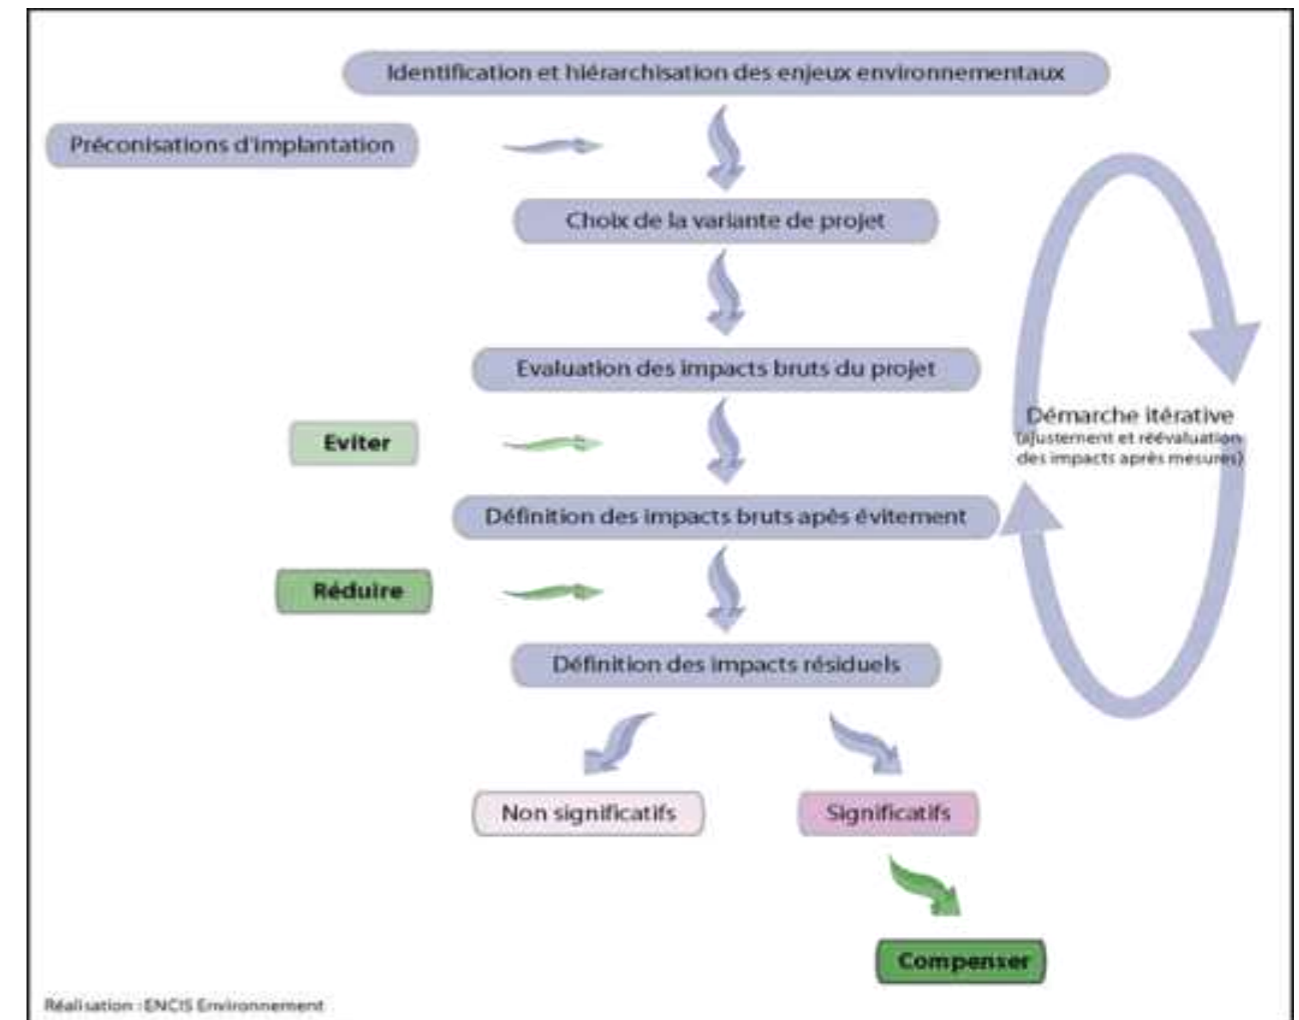 Identification et hiérarchisation des enjeux environnementaux
Préconisations d'implantation
Choix de la variante de projet
Evaluation des impacts bruts du projet
Démarche itérative
(ajustement et réévaluation
des impacts après mesures)
Eviter
Définition des impacts bruts apès évitement
Réduire
Définition des impacts résiduels
Non significatifs
Significatifs
Compenser
Réalisation : ENCIS Environnement